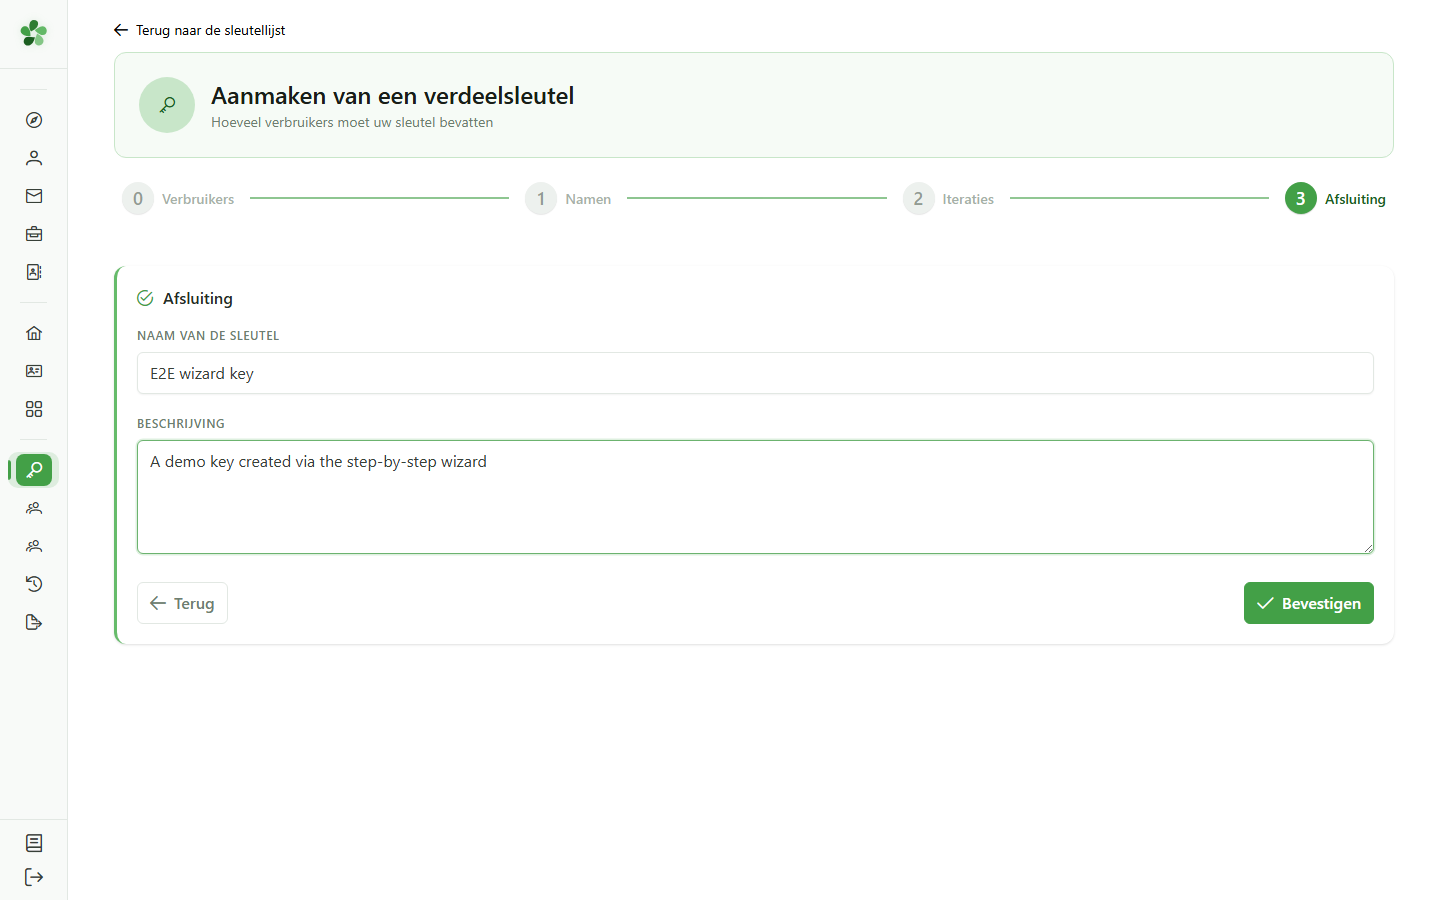 Terug naar de sleutellijst
Aanmaken van een verdeelsleutel
Hoeveel verbruikers moet uw sleutel bevatten
0 Verbruikers
1 Namen
2 Iteraties
3 Afsluiting
Afsluiting
NAAM VAN DE SLEUTEL
E2E wizard key
BESCHRIJVING
A demo key created via the step-by-step wizard
Terug
Bevestigen